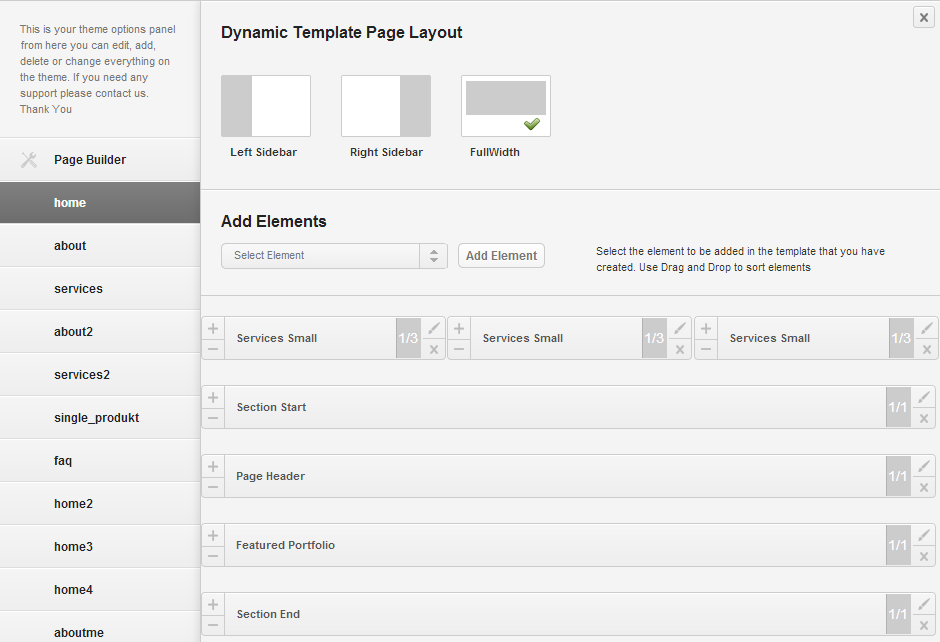 This is your theme options panel
from here you can edit, add,
delete or change everything on
the theme. If you need any
support please contact us.
Thank You
Page Builder
home
about
services
about2
services2
single_produkt
faq
home2
home3
home4
aboutme
Dynamic Template Page Layout
Left Sidebar
Right Sidebar
FullWidth
Add Elements
Select Element
Add Element
Select the element to be added in the template that you have
created. Use Drag and Drop to sort elements
Services Small 1/3 Services Small 1/3 Services Small 1/3
Section Start 1/1
Page Header 1/1
Featured Portfolio 1/1
Section End 1/1